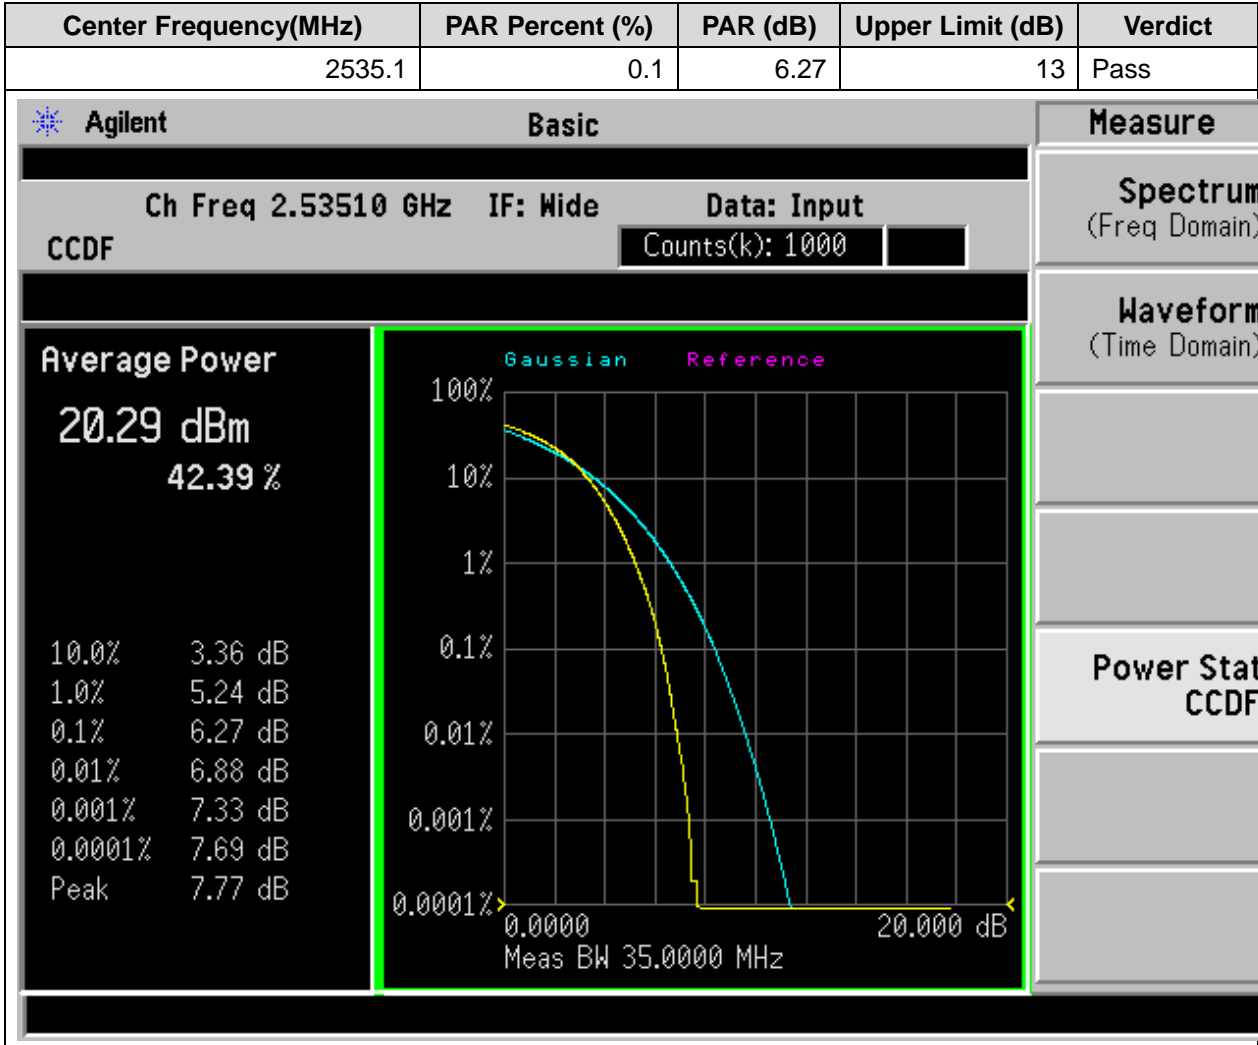 Center Frequency(MHz) PAR Percent (%) PAR (dB) Upper Limit (dB) Verdict
2535.1 0.1 6.27 13 Pass
Agilent Basic Measure
Ch Freq 2.53510 GHz IF: Wide Data: Input
CCDF Counts(k): 1000
Average Power
20.29 dBm
42.39 %
10.0% 3.36 dB
1.0% 5.24 dB
0.1% 6.27 dB
0.01% 6.88 dB
0.001% 7.33 dB
0.0001% 7.69 dB
Peak 7.77 dB
Gaussian Reference
100%
10%
1%
0.1%
0.01%
0.001%
0.0001%
0.0000 20.000 dB
Meas BW 35.0000 MHz
Spectrum
(Freq Domain)
Waveform
(Time Domain)
Power Stat
CCDF